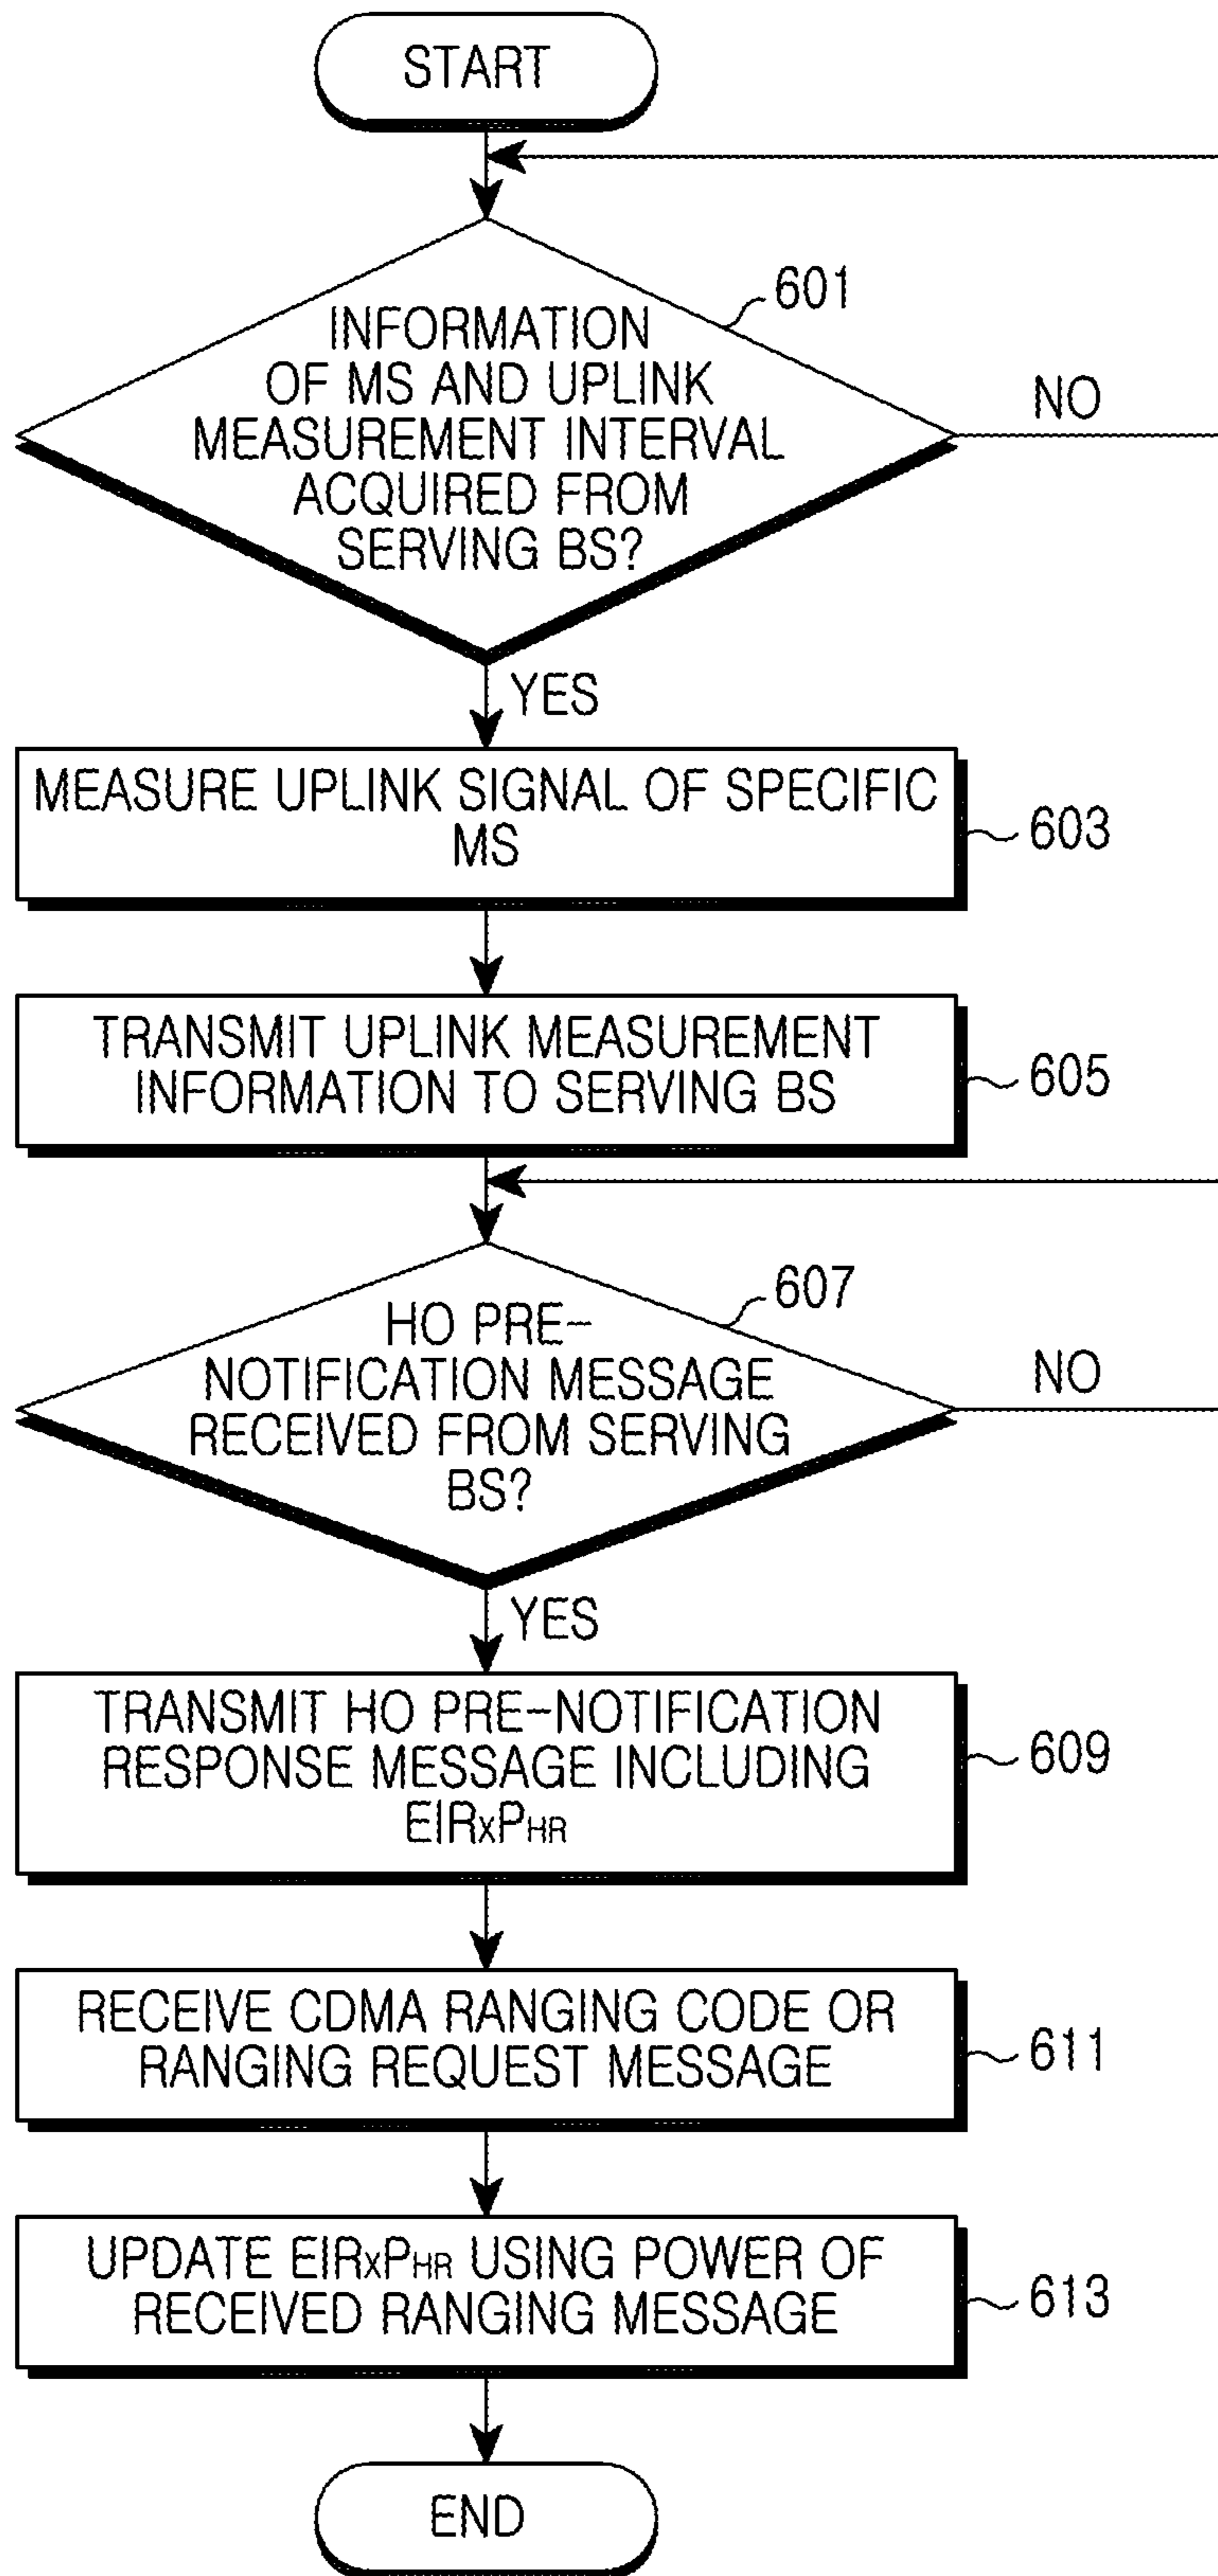 START
601
INFORMATION
OF MS AND UPLINK
MEASUREMENT INTERVAL
ACQUIRED FROM
SERVING BS?
NO
YES
MEASURE UPLINK SIGNAL OF SPECIFIC
MS
603
TRANSMIT UPLINK MEASUREMENT
INFORMATION TO SERVING BS
605
607
HO PRE-
NOTIFICATION MESSAGE
RECEIVED FROM SERVING
BS?
NO
YES
TRANSMIT HO PRE-NOTIFICATION
RESPONSE MESSAGE INCLUDING
EIRxPHR
609
RECEIVE CDMA RANGING CODE OR
RANGING REQUEST MESSAGE
611
UPDATE EIRxPHR USING POWER OF
RECEIVED RANGING MESSAGE
613
END